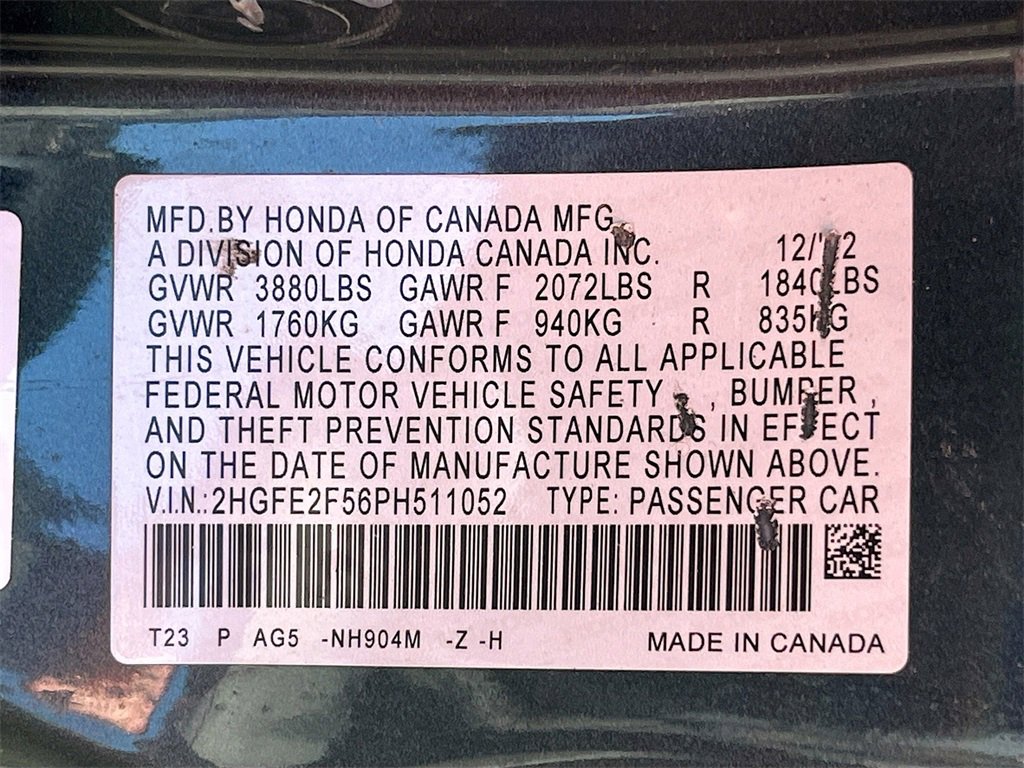 MFD.BY HONDA OF CANADA MFG
A DIVISION OF HONDA CANADA INC.
GVWR 3880LBS GAWR F 2072LBS R 1840LBS
GVWR 1760KG GAWR F 940KG R 835KG
THIS VEHICLE CONFORMS TO ALL APPLICABLE
FEDERAL MOTOR VEHICLE SAFETY , BUMPER ,
AND THEFT PREVENTION STANDARDS IN EFFECT
ON THE DATE OF MANUFACTURE SHOWN ABOVE.
V.I.N.:2HGFE2F56PH511052 TYPE: PASSENGER CAR
T23 P AG5 -NH904M -Z -H MADE IN CANADA